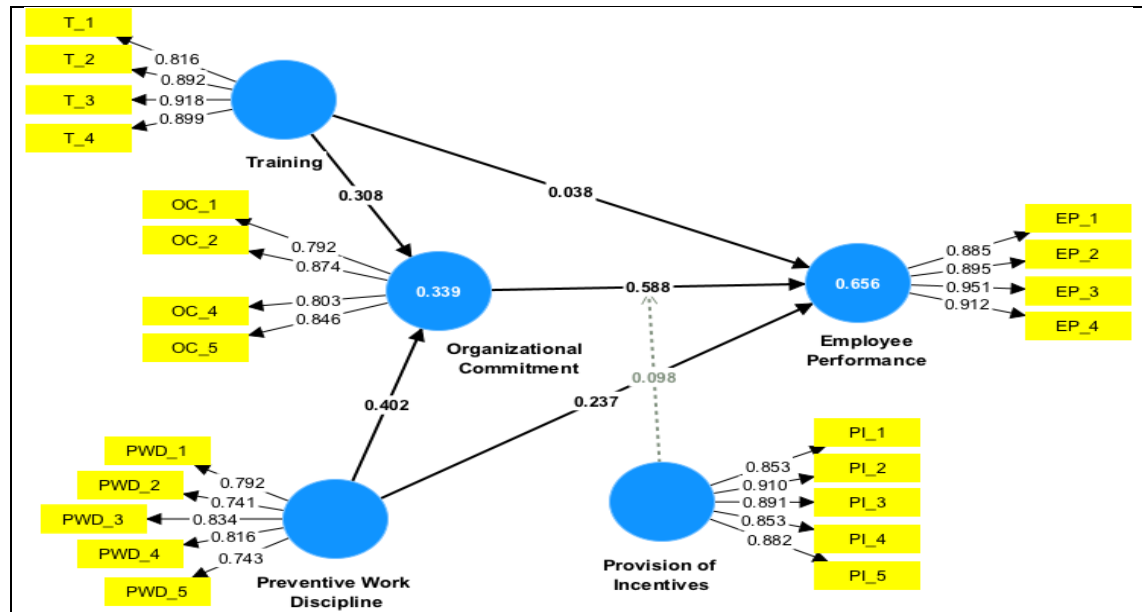 T_1
T_2
T_3
T_4
0.816
0.892
0.918
0.899
Training
0.308
0.038
OC_1
OC_2
OC_4
OC_5
0.792
0.874
0.803
0.846
0.339
Organizational
Commitment
0.588
0.656
Employee
Performance
0.885
0.895
0.951
0.912
EP_1
EP_2
EP_3
EP_4
0.402
0.237
0.098
PWD_1
PWD_2
PWD_3
PWD_4
PWD_5
0.792
0.741
0.834
0.816
0.743
Preventive Work
Discipline
Provision of
Incentives
0.853
0.910
0.891
0.853
0.882
PI_1
PI_2
PI_3
PI_4
PI_5